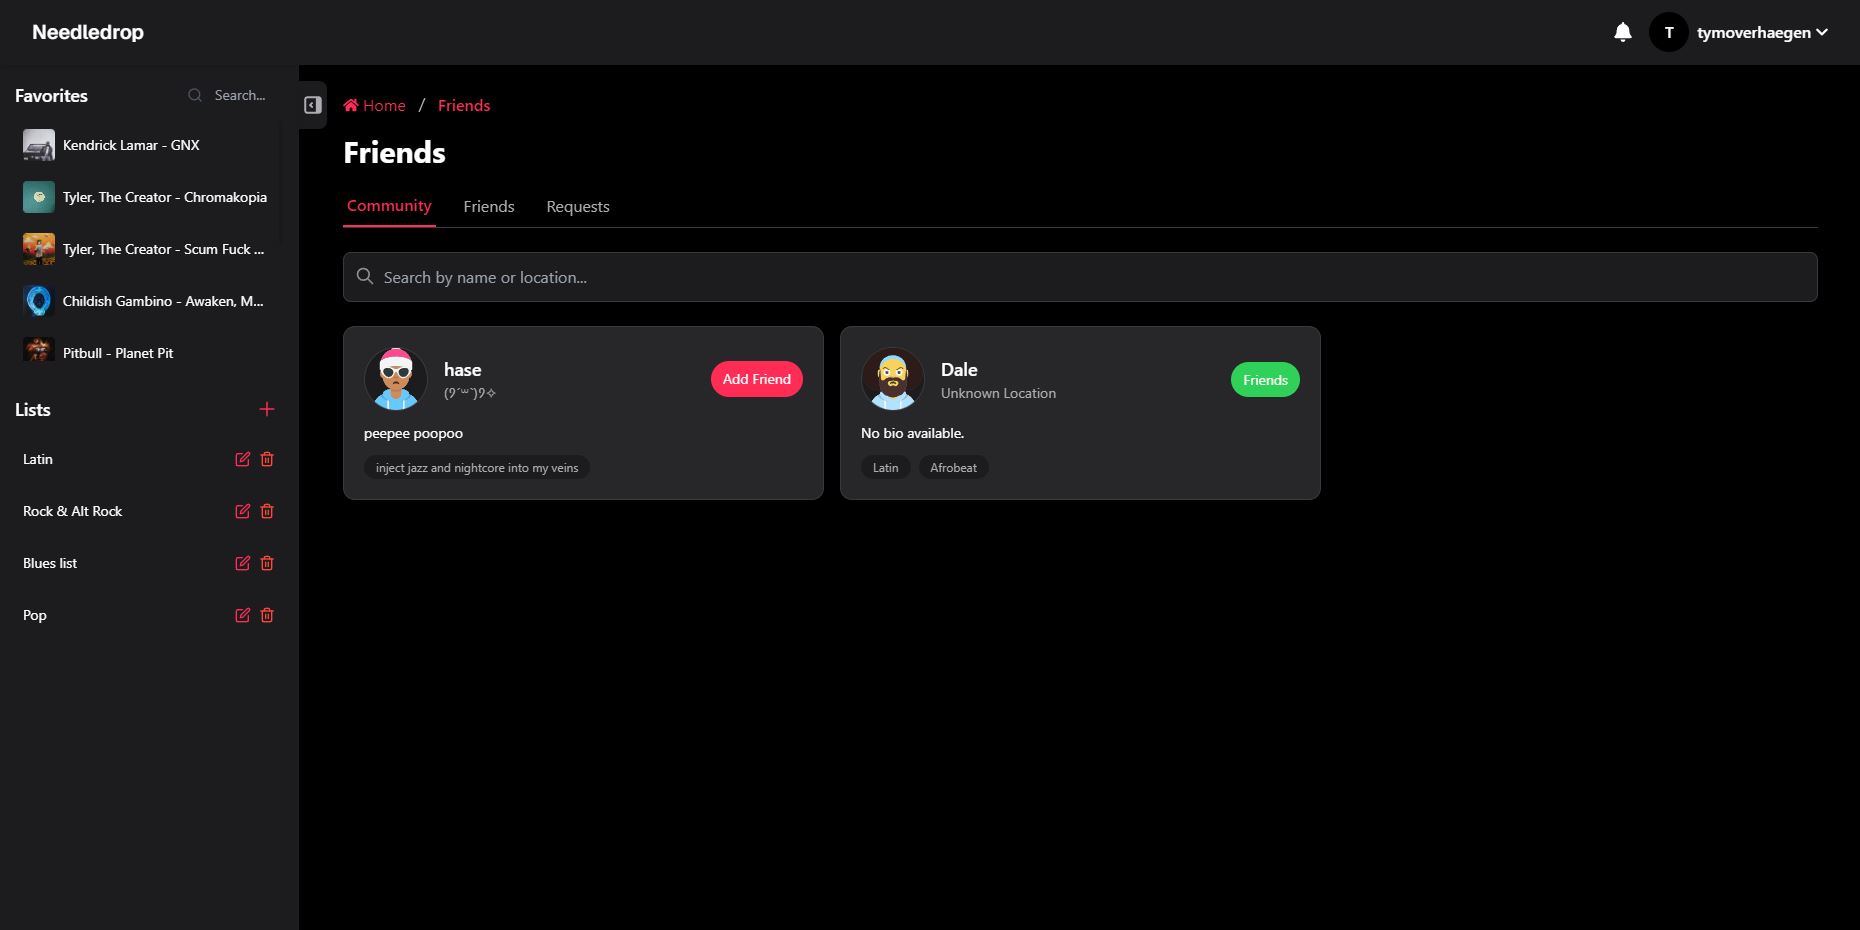 Needledrop
T tymoverhaegen
Favorites
Search...
Kendrick Lamar - GNX
Tyler, The Creator - Chromakopia
Tyler, The Creator - Scum Fuck ...
Childish Gambino - Awaken, M...
Pitbull - Planet Pit
Lists
Latin
Rock & Alt Rock
Blues list
Pop
Home / Friends
Friends
Community Friends Requests
Search by name or location...
hase
(୨ˊᵕˋ)୨✧
Add Friend
peepee poopoo
inject jazz and nightcore into my veins
Dale
Unknown Location
Friends
No bio available.
Latin Afrobeat